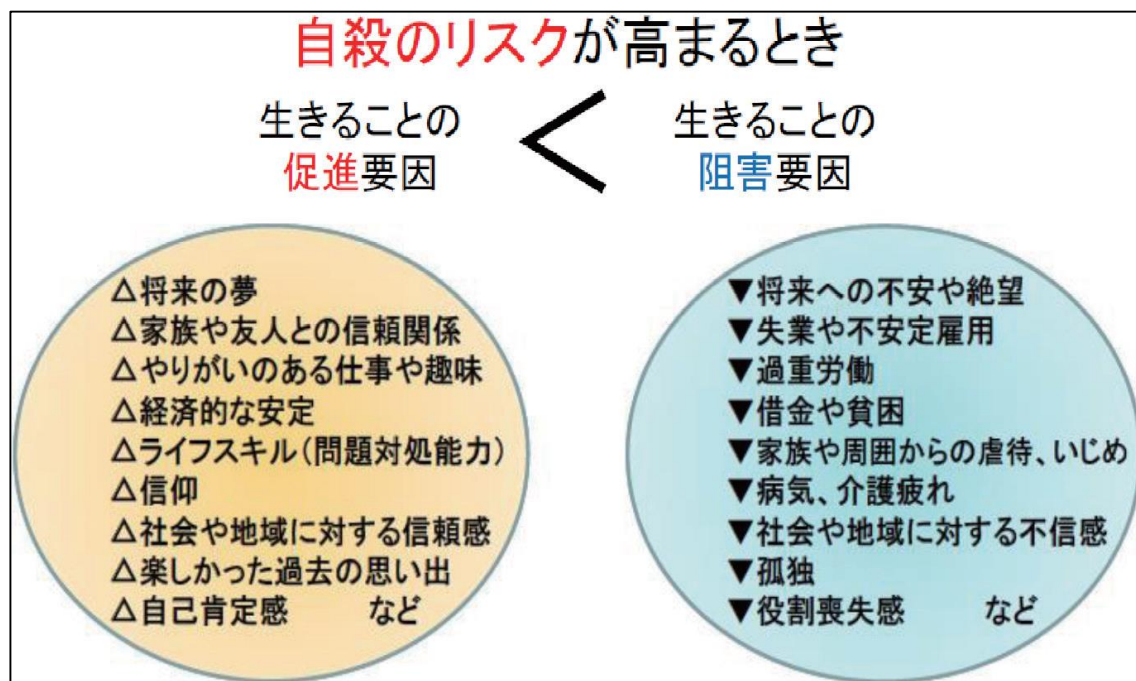 自殺のリスクが高まるとき
生きることの
促進要因
<
生きることの
阻害要因
△将来の夢
△家族や友人との信頼関係
△やりがいのある仕事や趣味
△経済的な安定
△ライフスキル(問題対処能力)
△信仰
△社会や地域に対する信頼感
△楽しかった過去の思い出
△自己肯定感　　など
▼将来への不安や絶望
▼失業や不安定雇用
▼過重労働
▼借金や貧困
▼家族や周囲からの虐待、いじめ
▼病気、介護疲れ
▼社会や地域に対する不信感
▼孤独
▼役割喪失感　　など